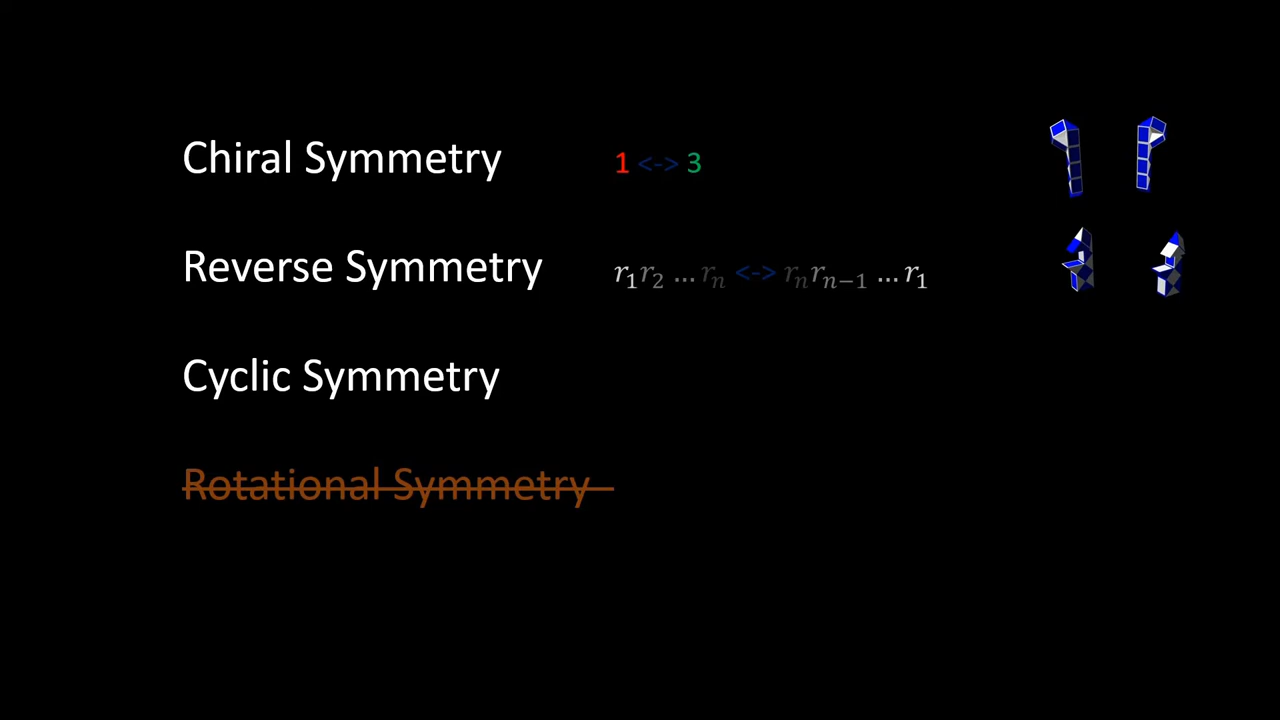 Chiral Symmetry 1 <-> 3
Reverse Symmetry r₁r₂ … rₙ <-> rₙrₙ₋₁ … r₁
Cyclic Symmetry
Rotational Symmetry